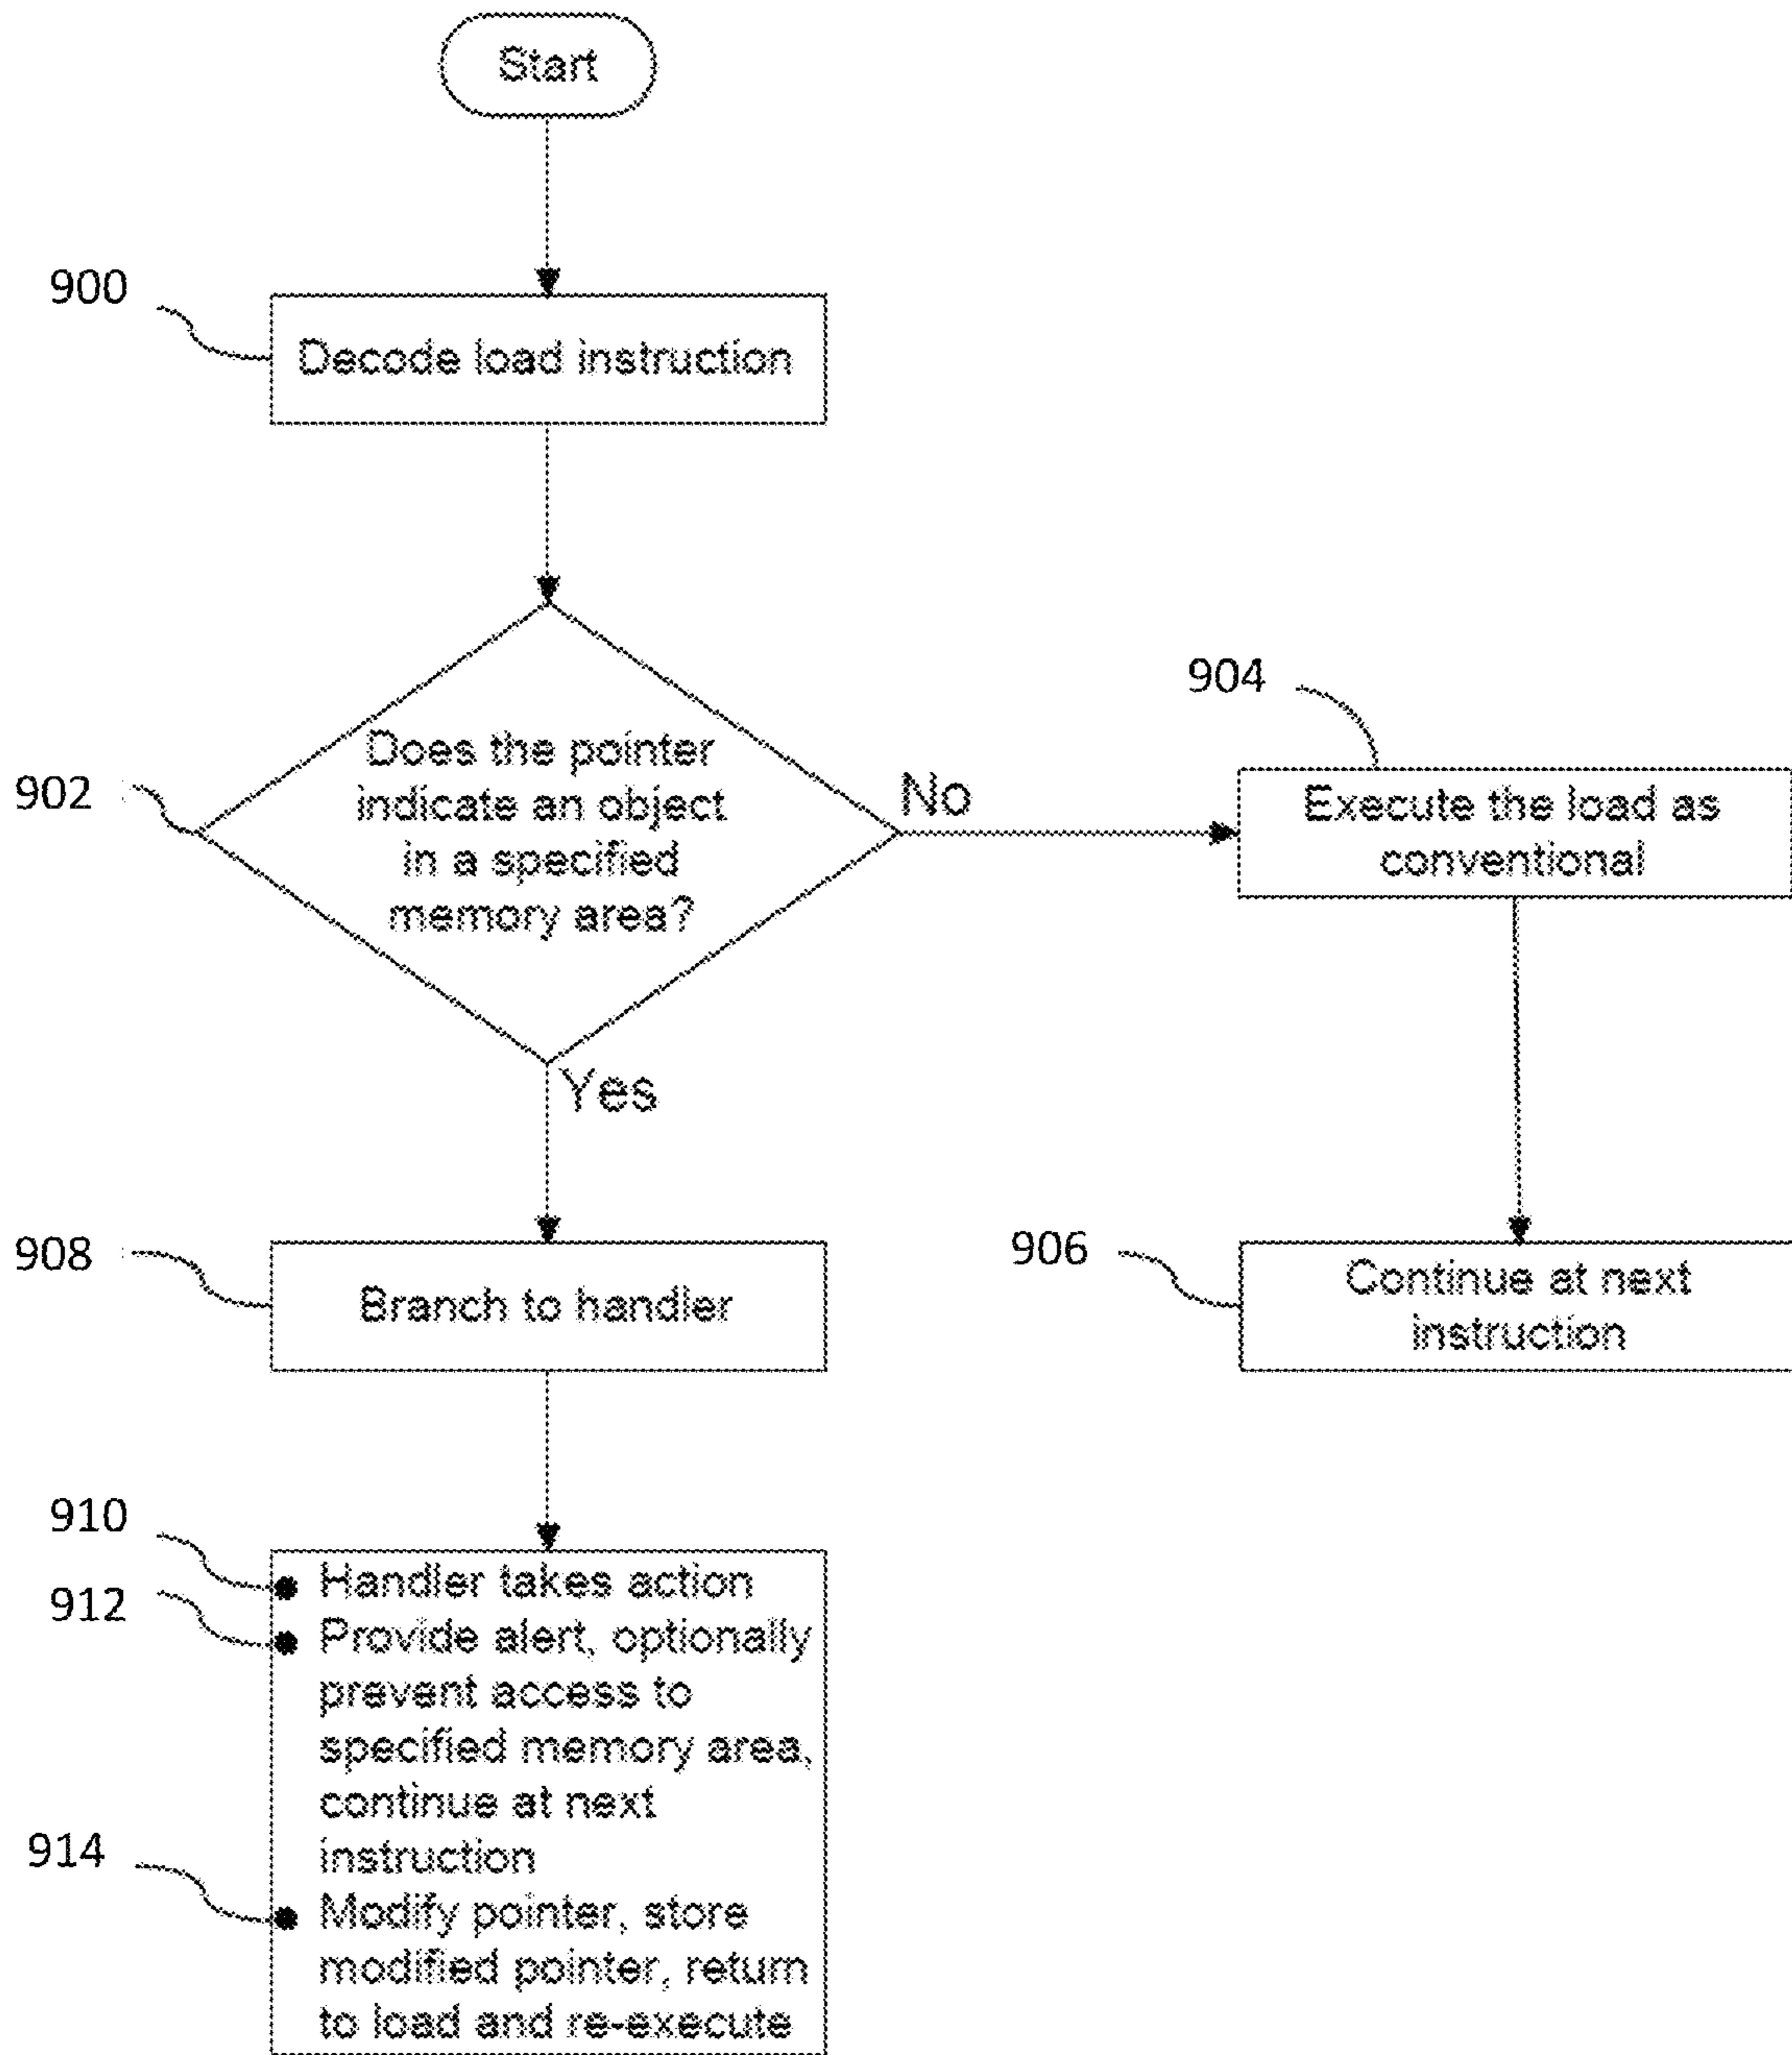 Start
900
Decode load instruction
902
Does the pointer
indicate an object
in a specified
memory area?
No
904
Execute the load as
conventional
Yes
908
Branch to handler
906
Continue at next
instruction
910
• Handler takes action
912
• Provide alert, optionally
prevent access to
specified memory area,
continue at next
instruction
914
• Modify pointer, store
modified pointer, return
to load and re-execute